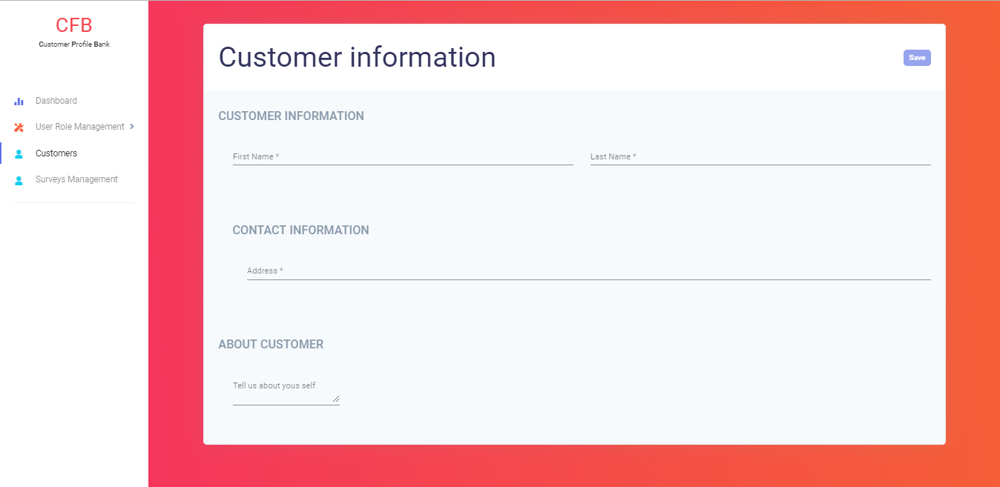 CFB
Customer Profile Bank
Dashboard
User Role Management
Customers
Surveys Management
Customer information
Save
CUSTOMER INFORMATION
First Name *
Last Name *
CONTACT INFORMATION
Address *
ABOUT CUSTOMER
Tell us about yous self